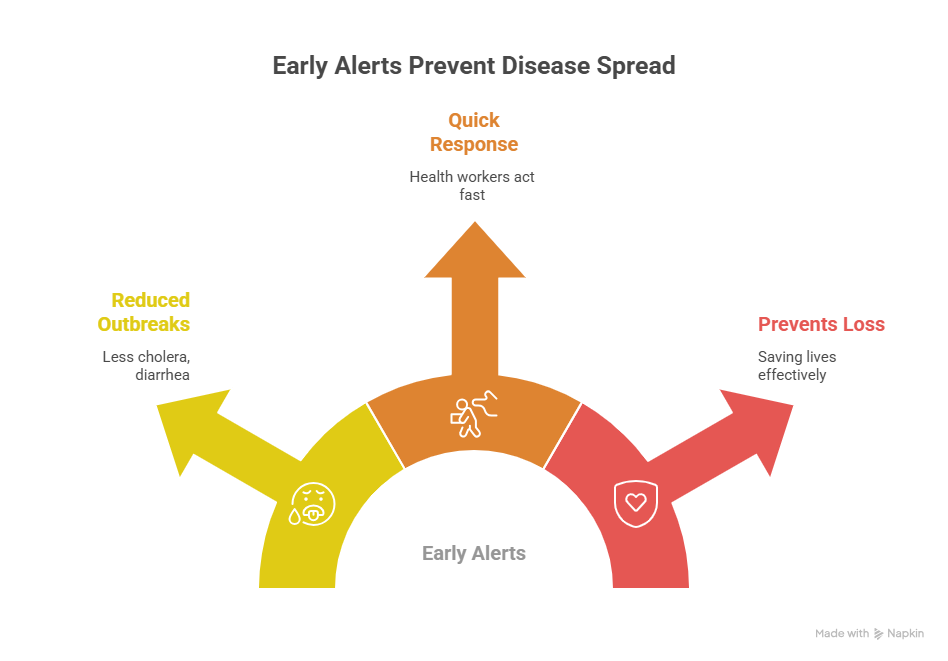 Early Alerts Prevent Disease Spread
Quick
Response
Health workers act
fast
Reduced
Outbreaks
Less cholera,
diarrhea
Prevents Loss
Saving lives
effectively
Early Alerts
Made with Napkin